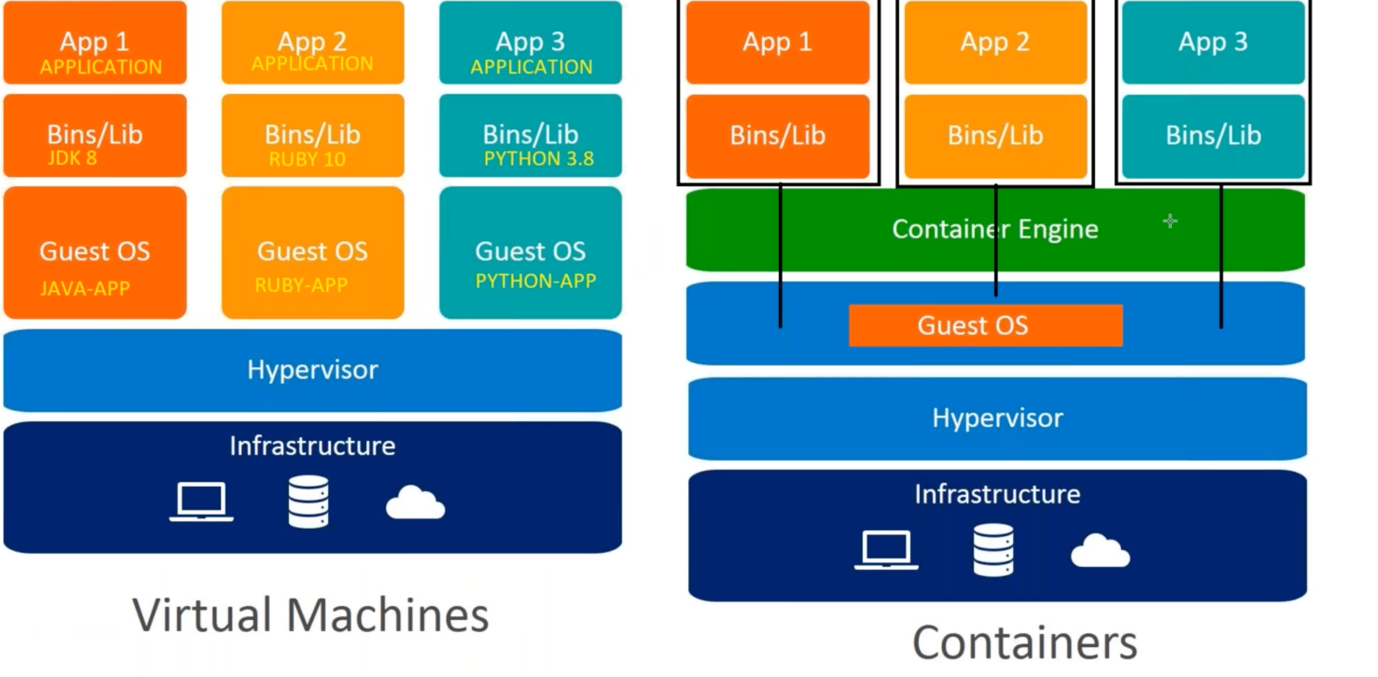 App 1
APPLICATION
App 2
APPLICATION
App 3
APPLICATION
Bins/Lib
JDK 8
Bins/Lib
RUBY 10
Bins/Lib
PYTHON 3.8
Guest OS
JAVA-APP
Guest OS
RUBY-APP
Guest OS
PYTHON-APP
Hypervisor
Infrastructure
Virtual Machines
App 1
App 2
App 3
Bins/Lib
Bins/Lib
Bins/Lib
Container Engine
Guest OS
Hypervisor
Infrastructure
Containers